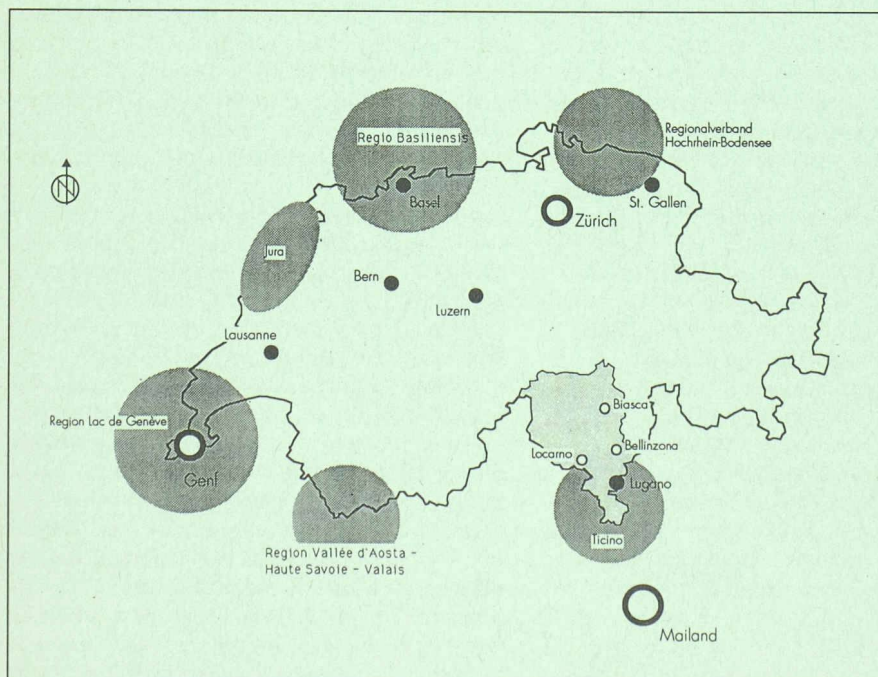 Regio Basiliensis
Regionalverband
Hochrhein-Bodensee
N
Basel
St. Gallen
Zürich
Jura
Bern
Luzern
Lausanne
Region Lac de Genève
Genf
Biasca
Bellinzona
Locarno
Lugano
Ticino
Region Vallée d'Aosta -
Haute Savoie - Valais
Mailand